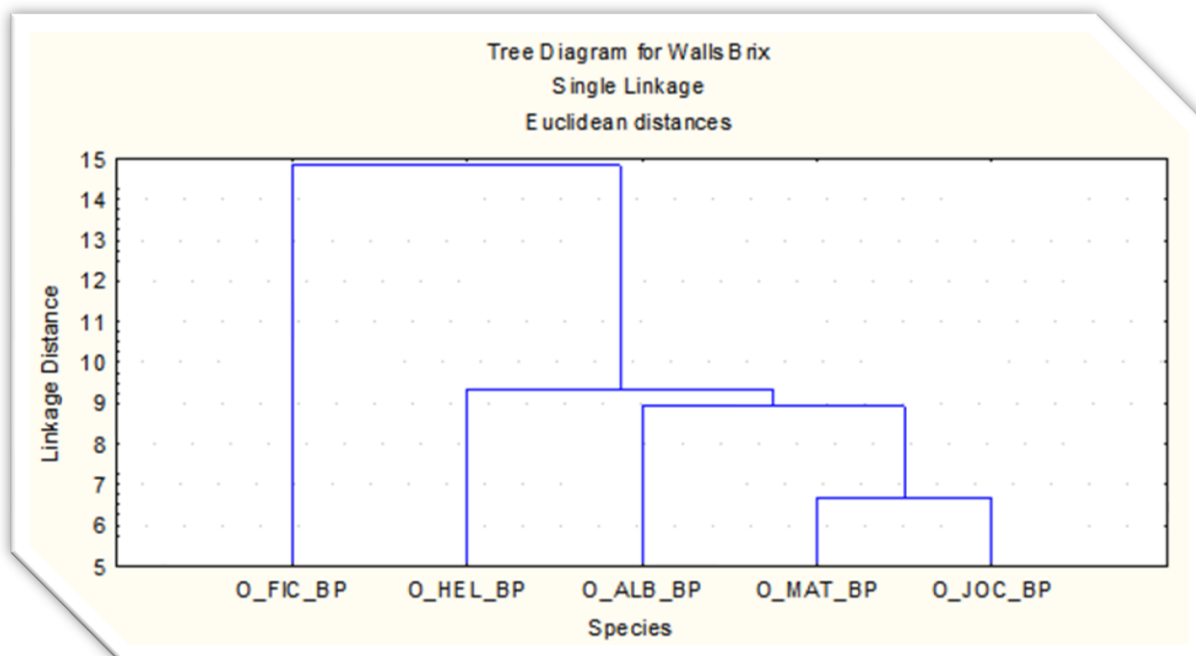 Tree Diagram for Walls Brix
Single Linkage
Euclidean distances
15
14
13
12
11
10
9
8
7
6
5
Linkage Distance
O_FIC_BP O_HEL_BP O_ALB_BP O_MAT_BP O_JOC_BP
Species